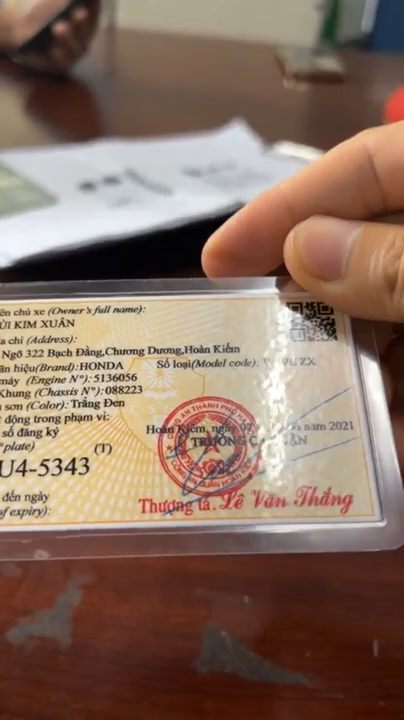 ên chủ xe (Owner's full name):
ÙI KIM XUÂN
a chỉ (Address):
Ngõ 322 Bạch Đằng,Chương Dương,Hoàn Kiếm
ãn hiệu(Brand): HONDA Số loại(Model code): ZX
máy (Engine N°): 5136056
Khung (Chassis N°): 088223
sơn (Color): Trắng Đen
động trong phạm vi:
số đăng ký (T)
plate)
U4-5343
Hoàn Kiếm, ngày 07 năm 2021
TRƯỞNG
đến ngày
of expiry):
Thượng tá. Lê Văn Thắng